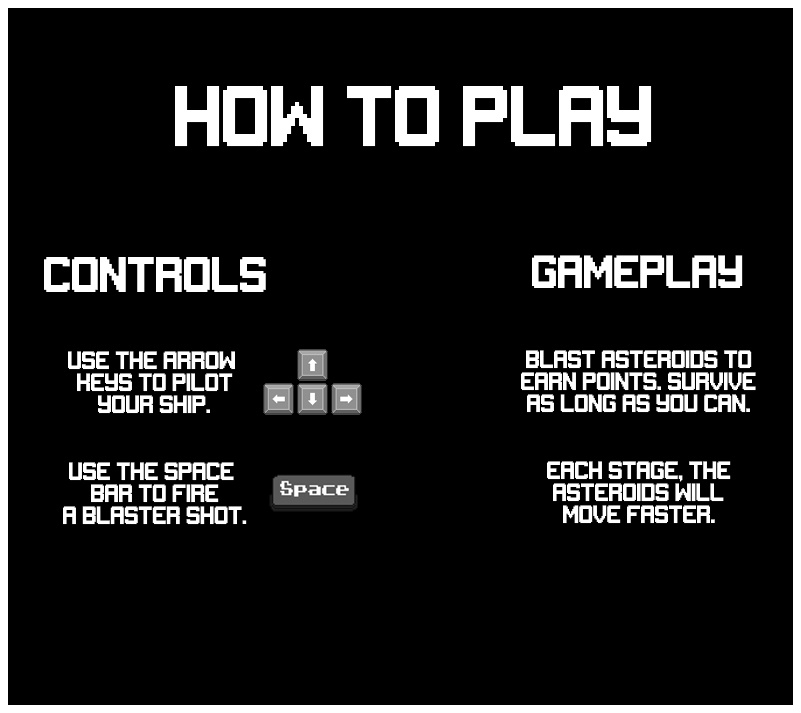 HOW TO PLAY
CONTROLS
USE THE ARROW
KEYS TO PILOT
YOUR SHIP.
USE THE SPACE
BAR TO FIRE
A BLASTER SHOT.
Space
GAMEPLAY
BLAST ASTEROIDS TO
EARN POINTS. SURVIVE
AS LONG AS YOU CAN.
EACH STAGE, THE
ASTEROIDS WILL
MOVE FASTER.